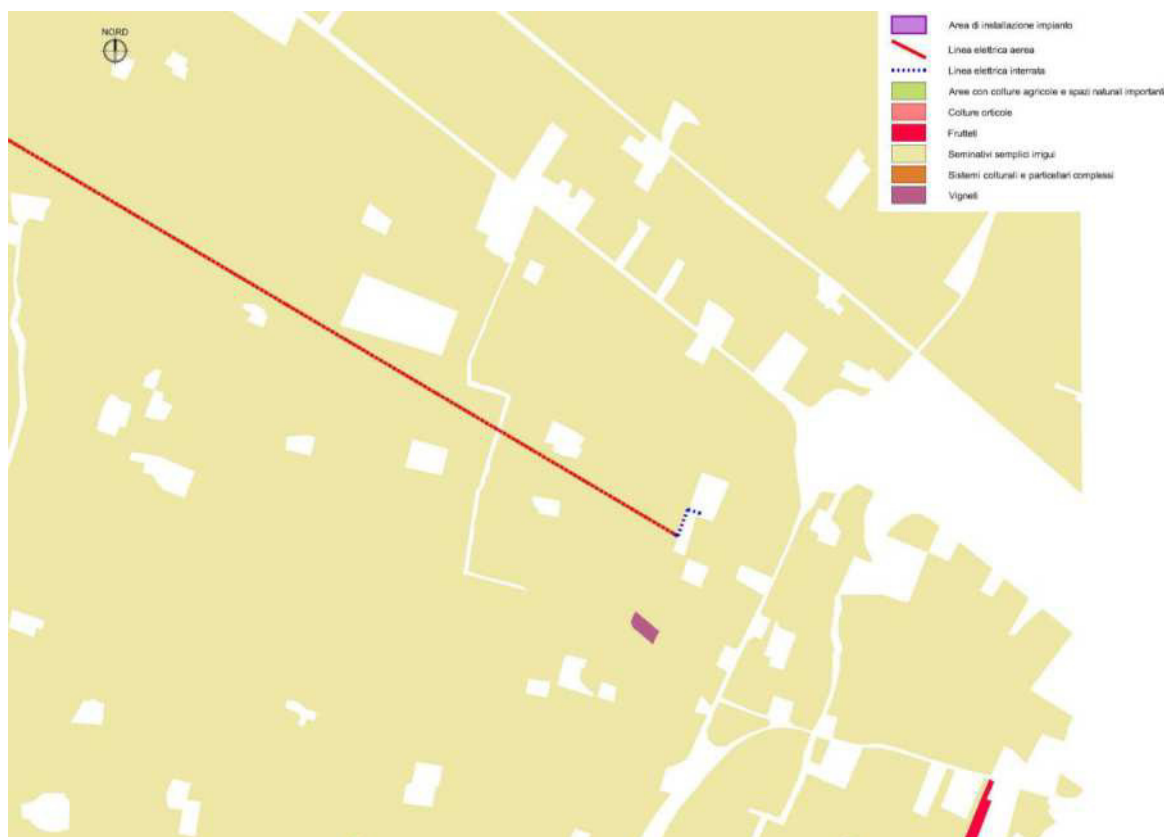 NORD
Area di installazione impianto
Linea elettrica aerea
Linea elettrica interrata
Aree con colture agricole e spazi naturali important
Colture orticole
Frutteti
Seminativi semplici irrigui
Sistemi colturali e particellari complessi
Vigneti